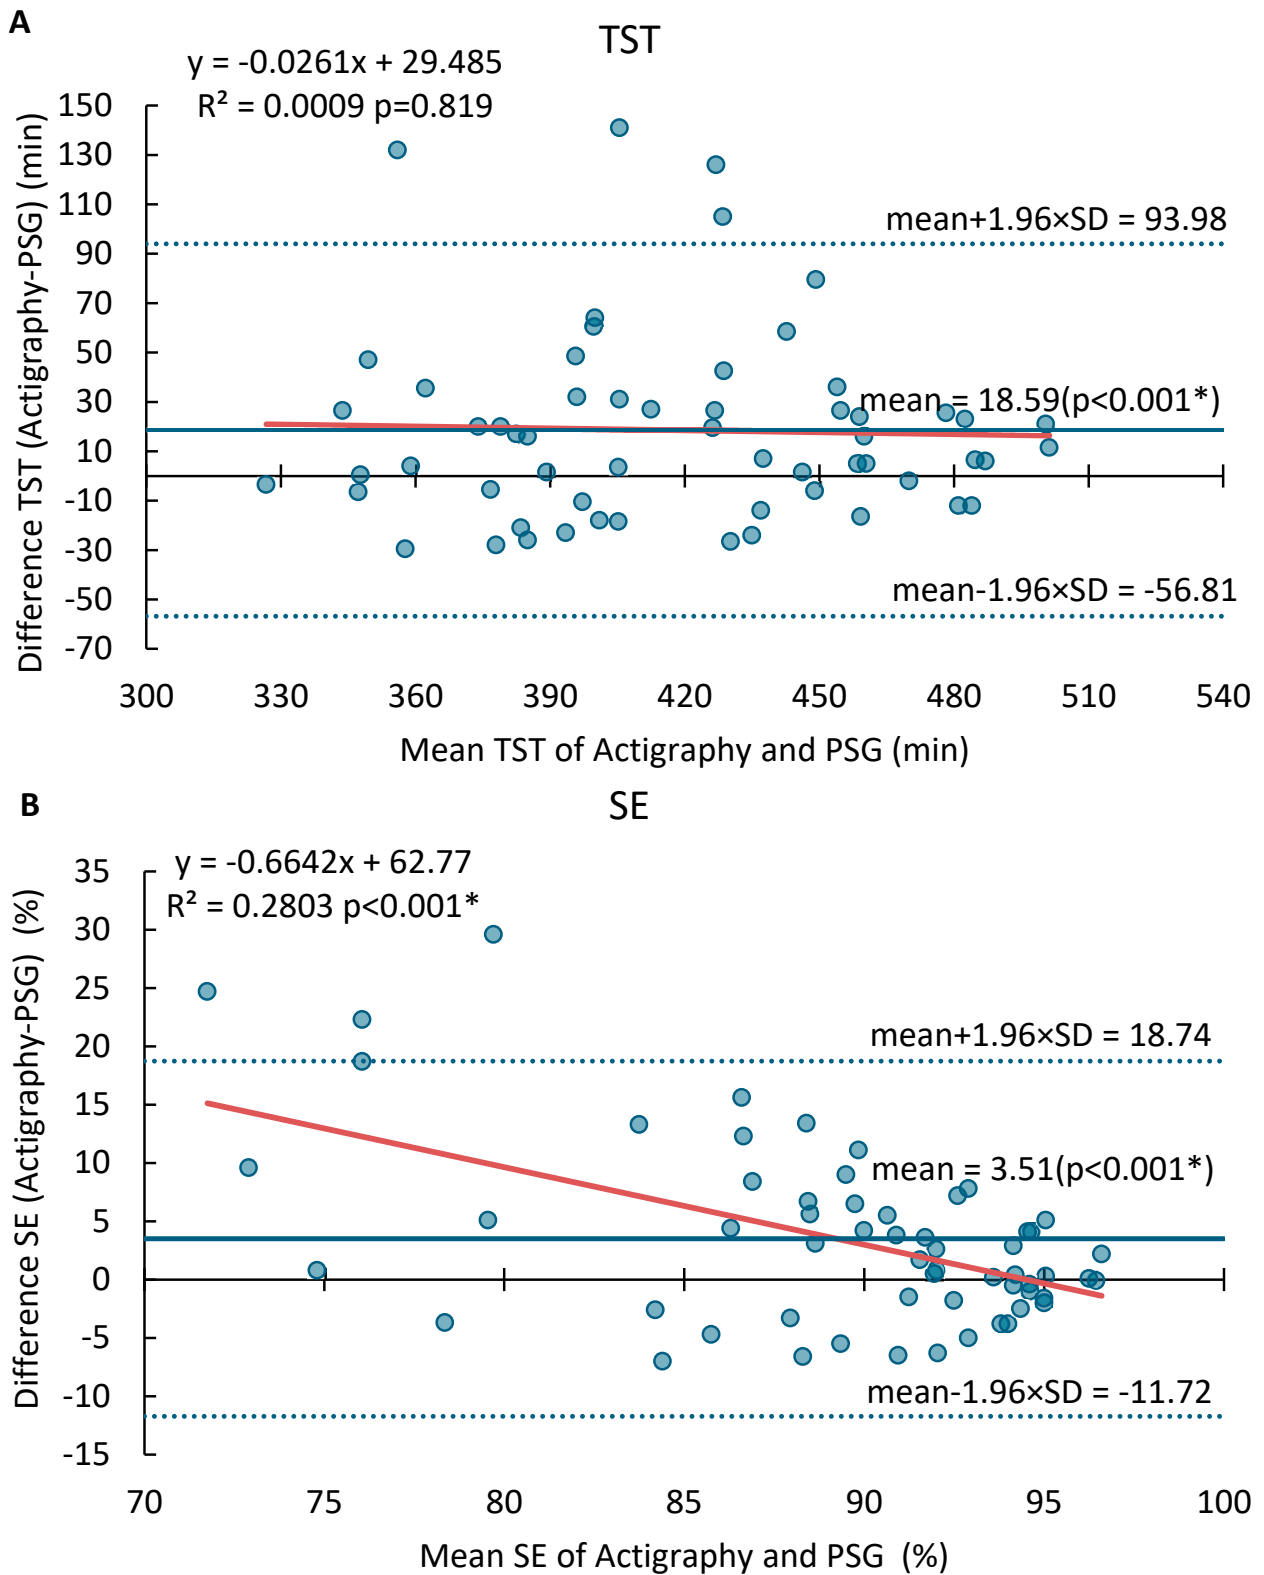 A
TST
y = -0.0261x + 29.485
R² = 0.0009 p=0.819
Difference TST (Actigraphy-PSG) (min)
150
130
110
90
70
50
30
10
-10
-30
-50
-70
mean+1.96×SD = 93.98
mean = 18.59(p<0.001*)
mean-1.96×SD = -56.81
300 330 360 390 420 450 480 510 540
Mean TST of Actigraphy and PSG (min)
B
SE
y = -0.6642x + 62.77
R² = 0.2803 p<0.001*
Difference SE (Actigraphy-PSG) (%)
35
30
25
20
15
10
5
0
-5
-10
-15
mean+1.96×SD = 18.74
mean = 3.51(p<0.001*)
mean-1.96×SD = -11.72
70 75 80 85 90 95 100
Mean SE of Actigraphy and PSG (%)